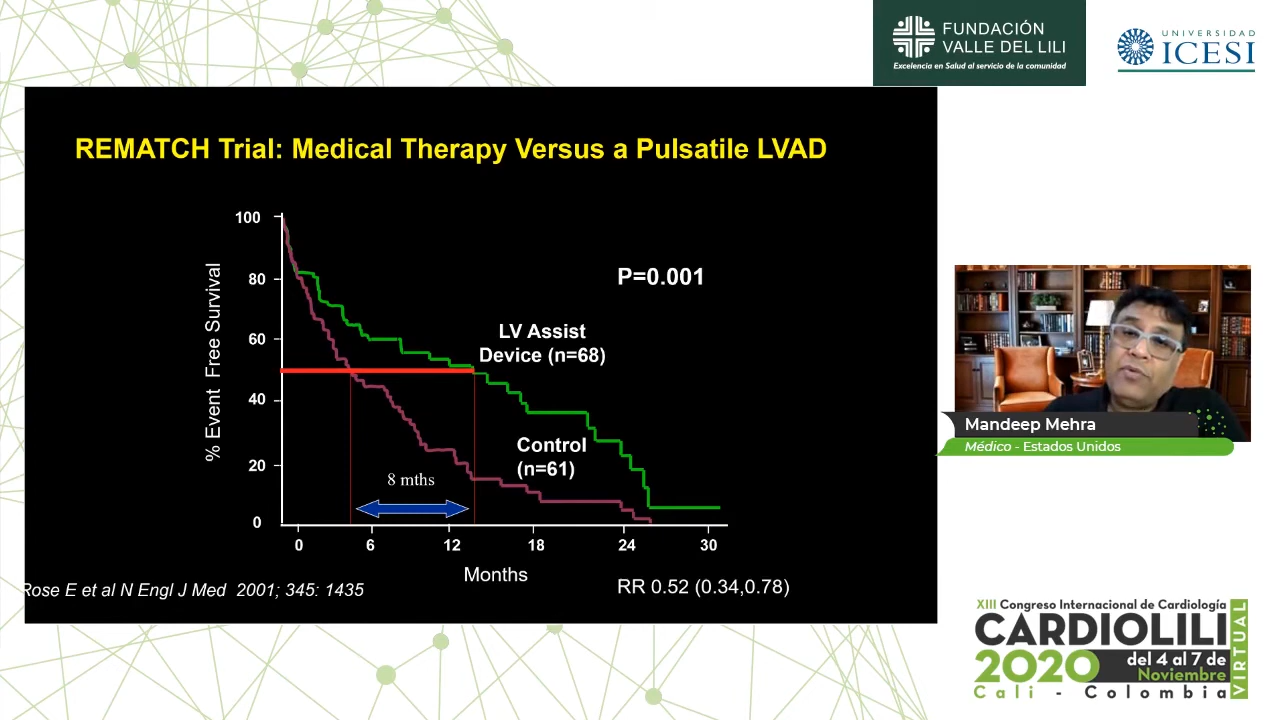 FUNDACIÓN
VALLE DEL LILI
Excelencia en Salud al servicio de la comunidad
UNIVERSIDAD
ICESI
REMATCH Trial: Medical Therapy Versus a Pulsatile LVAD
% Event Free Survival
100
80
60
40
20
0
P=0.001
LV Assist
Device (n=68)
Control
(n=61)
8 mths
0 6 12 18 24 30
Months
Rose E et al N Engl J Med 2001; 345: 1435
RR 0.52 (0.34,0.78)
Mandeep Mehra
Médico - Estados Unidos
XIII Congreso Internacional de Cardiología
CARDIOLILI
2020 del 4 al 7 de
Noviembre
Cali - Colombia
VIRTUAL